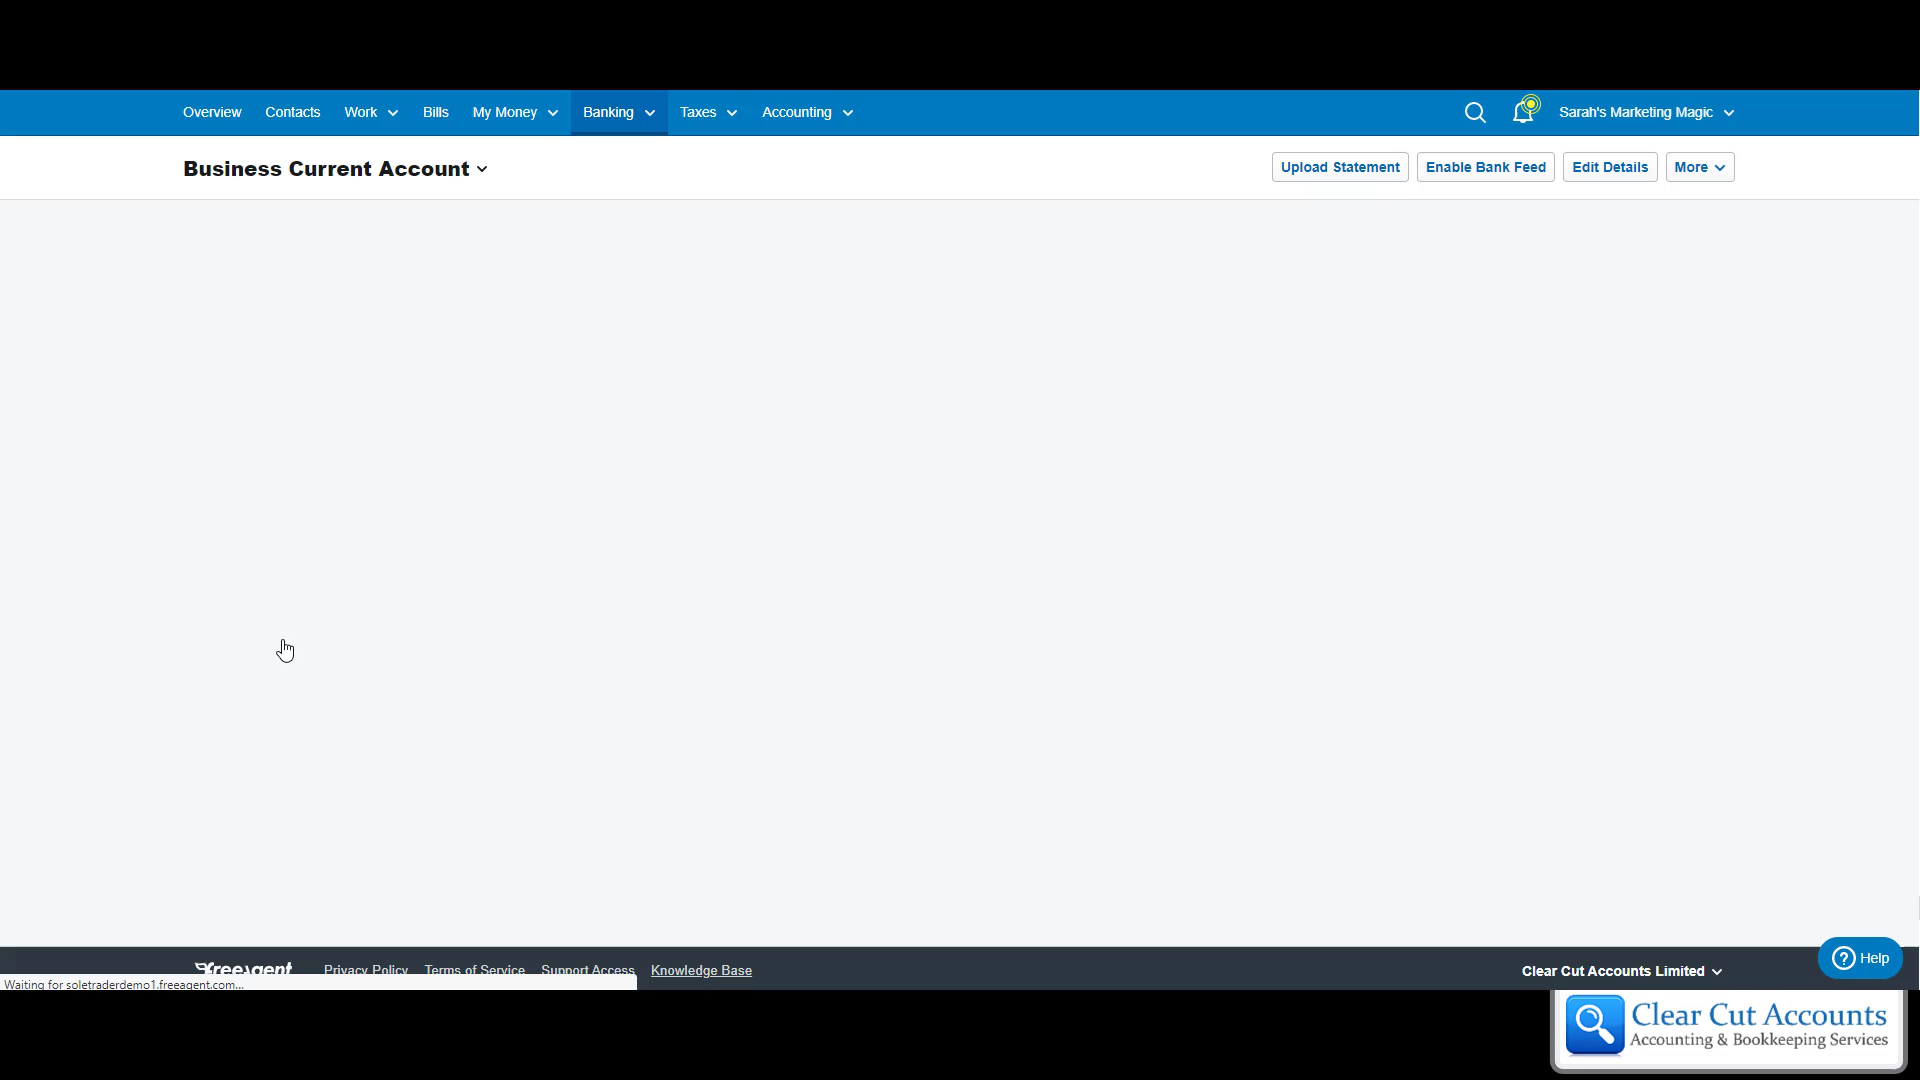 Overview Contacts Work Bills My Money Banking Taxes Accounting Sarah's Marketing Magic
Business Current Account Upload Statement Enable Bank Feed Edit Details More
freeagent Privacy Policy Terms of Service Support Access Knowledge Base Clear Cut Accounts Limited Help
Waiting for soletraderdemo1.freeagent.com...
Clear Cut Accounts
Accounting & Bookkeeping Services